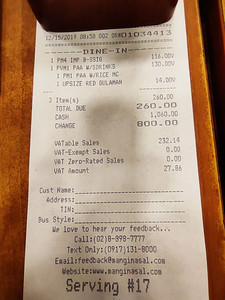 12/15/2019 08:58 002 01034413
DINE-IN
1 PM4 IMP B-SSIG 116.00V
1 PVM1 PAA W/SDRINKS 130.00V
1 PM1 PAA W/RICE MC
1 UPSIZE RED GULAMAN 14.00V
3 Item(s) 260.00
TOTAL DUE 260.00
CASH 1,060.00
CHANGE 800.00
VATable Sales 232.14
VAT-Exempt Sales 0.00
VAT Zero-Rated Sales 0.00
VAT Amount 27.86
Cust Name:
Address:
TIN:
Bus Style:
We love to hear your feedback...
Call:(02)8-998-7777
Text Only:(0917)131-8000
Email:feedback@manginasal.com
Website:www.manginasal.com
Serving #17